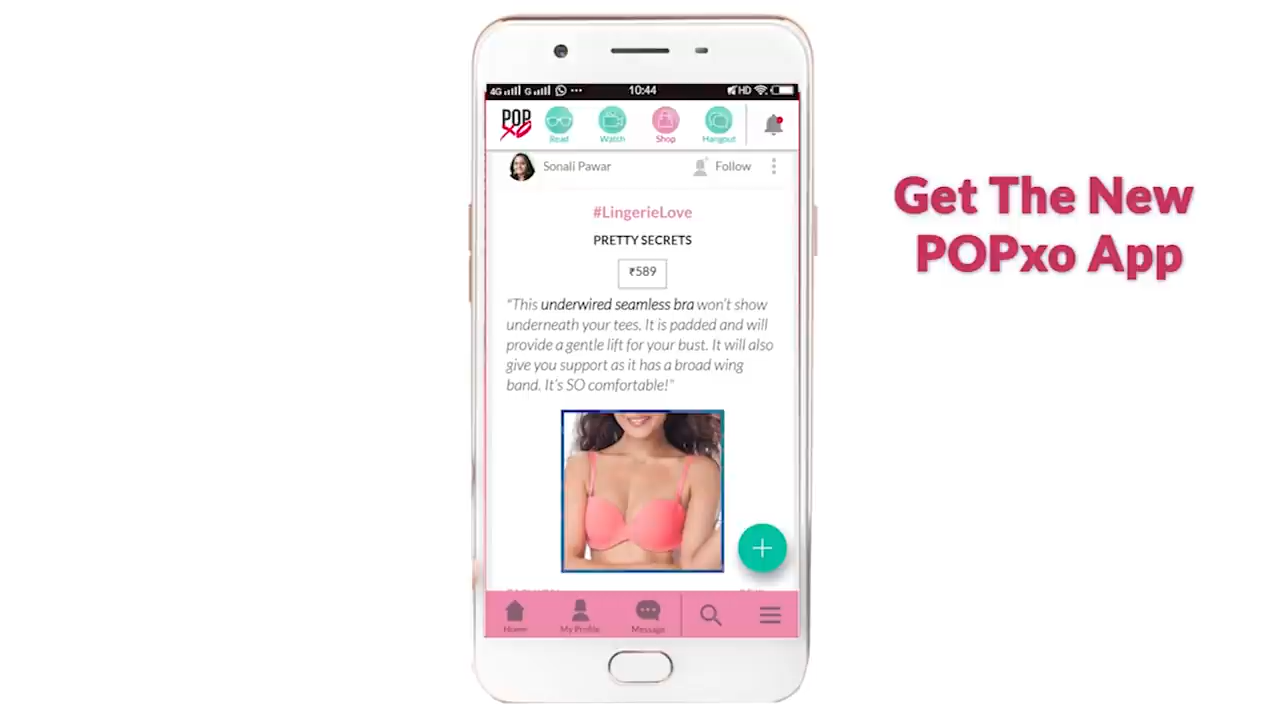 4G G 10:44 HD
POP
xo
Read Watch Shop Hangout
Sonali Pawar Follow
#LingerieLove
PRETTY SECRETS
₹589
"This underwired seamless bra won't show
underneath your tees. It is padded and will
provide a gentle lift for your bust. It will also
give you support as it has a broad wing
band. It's SO comfortable!"
Home My Profile Message
Get The New
POPxo App